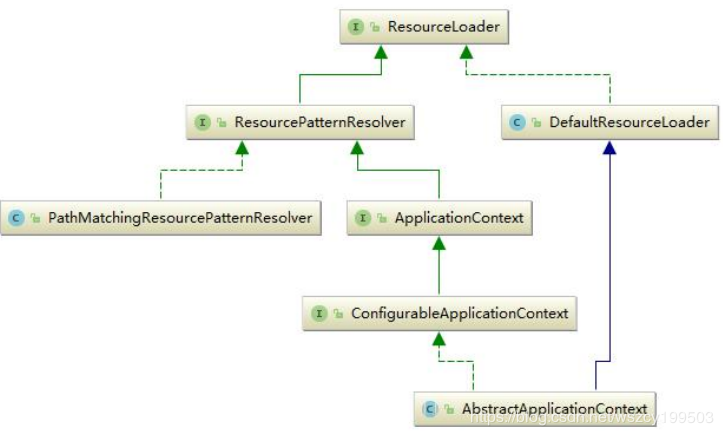 I ResourceLoader
I ResourcePatternResolver
C DefaultResourceLoader
C PathMatchingResourcePatternResolver
I ApplicationContext
I ConfigurableApplicationContext
C AbstractApplicationContext
https://blog.csdn.net/wszcy199503